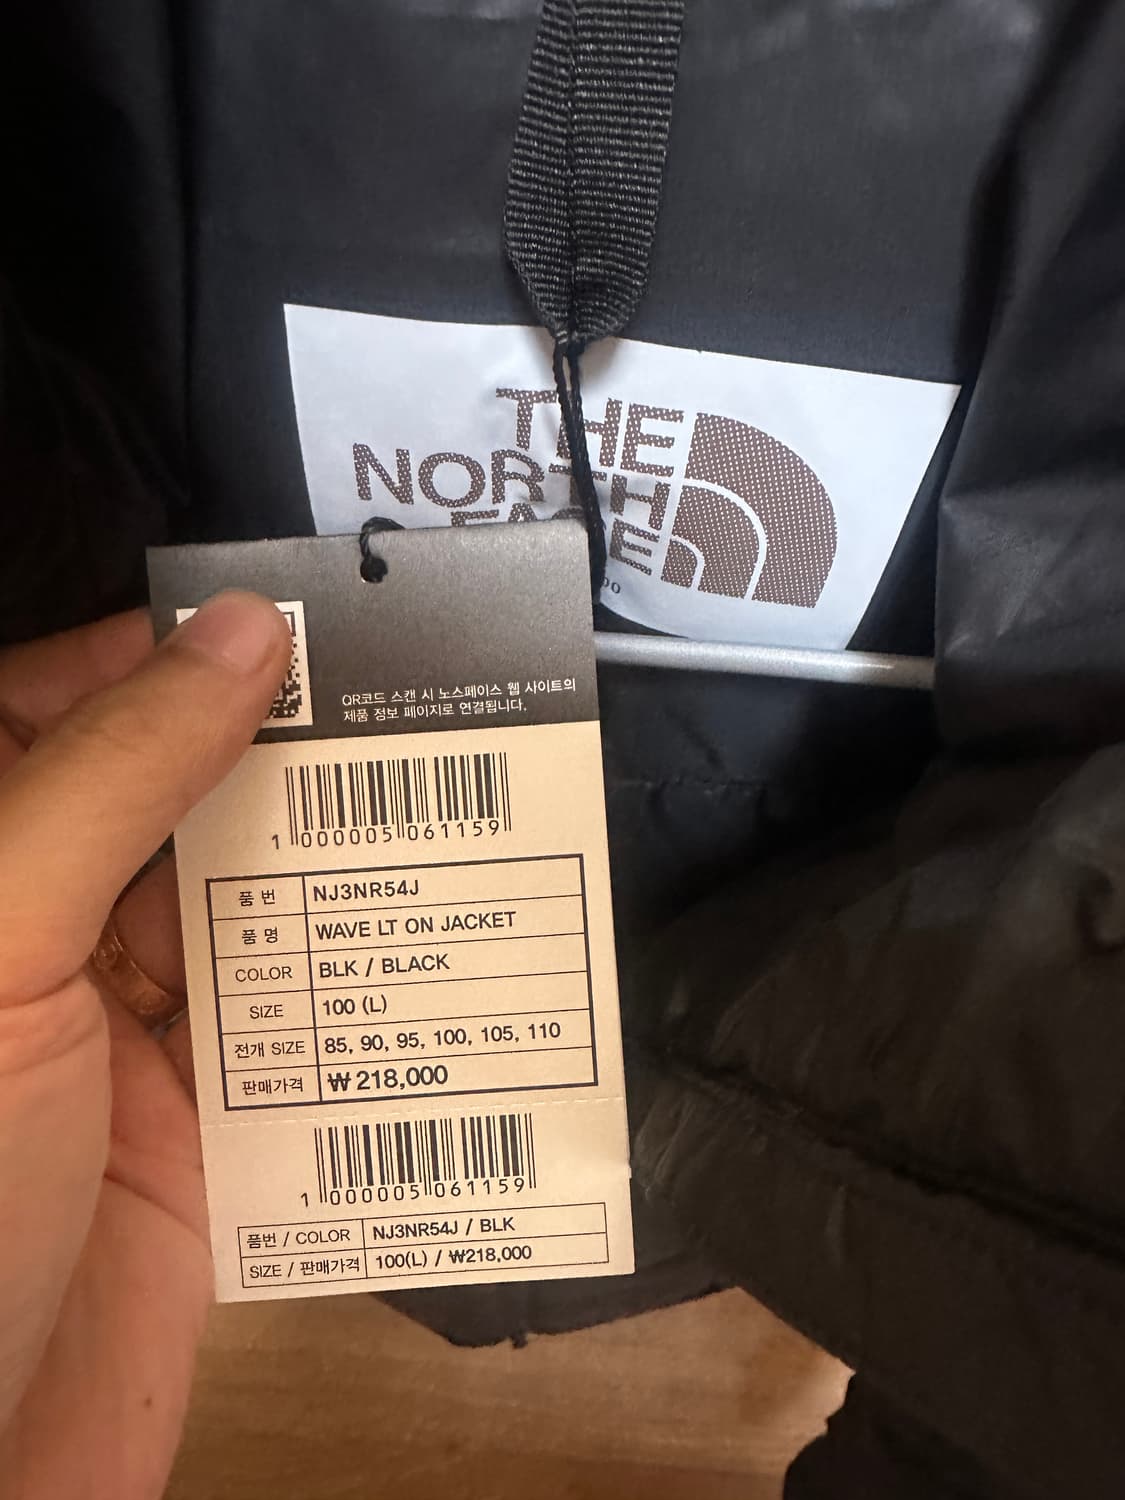 THE
NORTH
FACE
QR코드 스캔 시 노스페이스 웹 사이트의
제품 정보 페이지로 연결됩니다.
1 000005 061159
품 번 NJ3NR54J
품 명 WAVE LT ON JACKET
COLOR BLK / BLACK
SIZE 100 (L)
전개 SIZE 85, 90, 95, 100, 105, 110
판매가격 ₩ 218,000
1 000005 061159
품번 / COLOR NJ3NR54J / BLK
SIZE / 판매가격 100(L) / ₩218,000